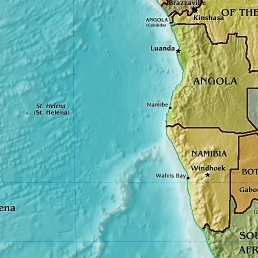 Brazzaville
OF THE
Kinshasa
ANGOLA
(Cabinda)
Luanda
ANGOLA
St. Helena
(St. Helena)
Namibe
NAMIBIA
Windhoek
BOT
Walvis Bay
Gabo
ena
SOU
AFR